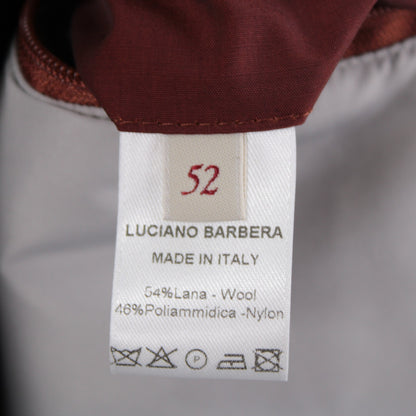 52
LUCIANO BARBERA
MADE IN ITALY
54%Lana - Wool
46%Poliammidica -Nylon
P